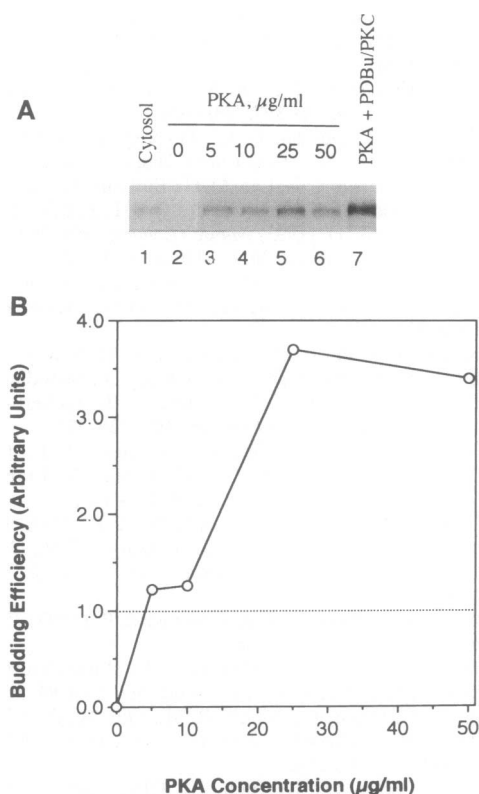 A
Cytosol
PKA, µg/ml
0 5 10 25 50
PKA + PDBu/PKC
1 2 3 4 5 6 7
B
Budding Efficiency (Arbitrary Units)
4.0
3.0
2.0
1.0
0.0
0 10 20 30 40 50
PKA Concentration (µg/ml)